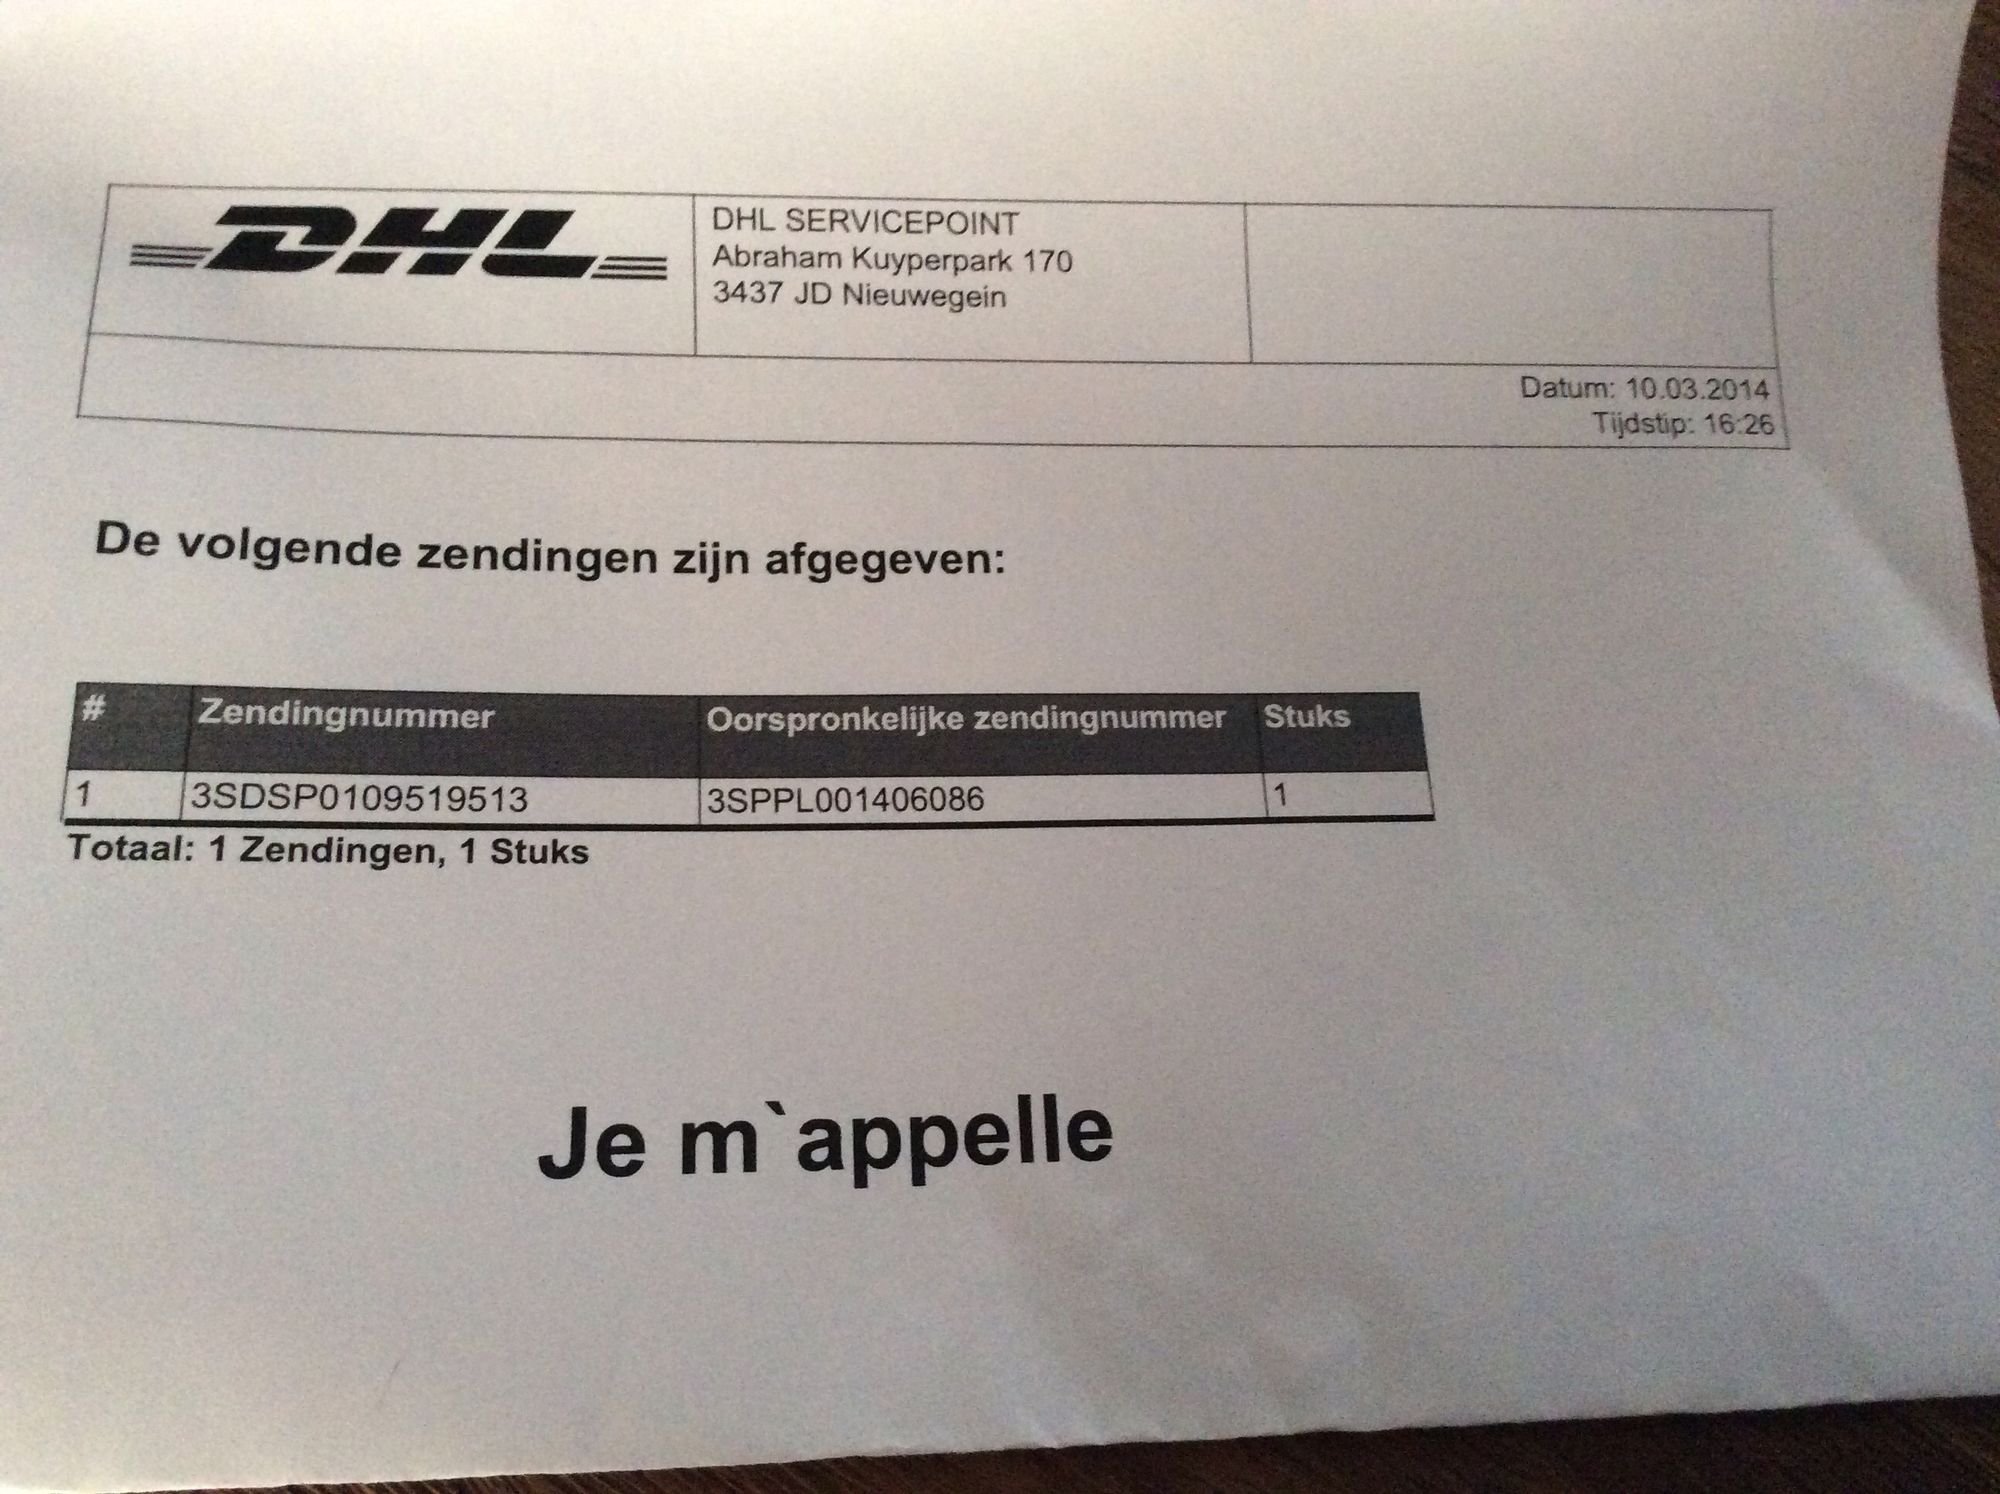 DHL
DHL SERVICEPOINT
Abraham Kuyperpark 170
3437 JD Nieuwegein
Datum: 10.03.2014
Tijdstip: 16:26
De volgende zendingen zijn afgegeven:
# Zendingnummer Oorspronkelijke zendingnummer Stuks
1 3SDSP0109519513 3SPPL001406086 1
Totaal: 1 Zendingen, 1 Stuks
Je m`appelle